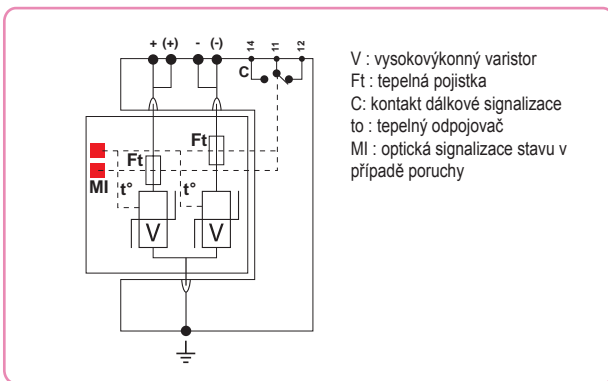 + (+) - (-) 14 11 12
C
Ft
Ft
MI t° t°
V V
V : vysokovýkonný varistor
Ft : tepelná pojistka
C: kontakt dálkové signalizace
to : tepelný odpojovač
MI : optická signalizace stavu v
případě poruchy